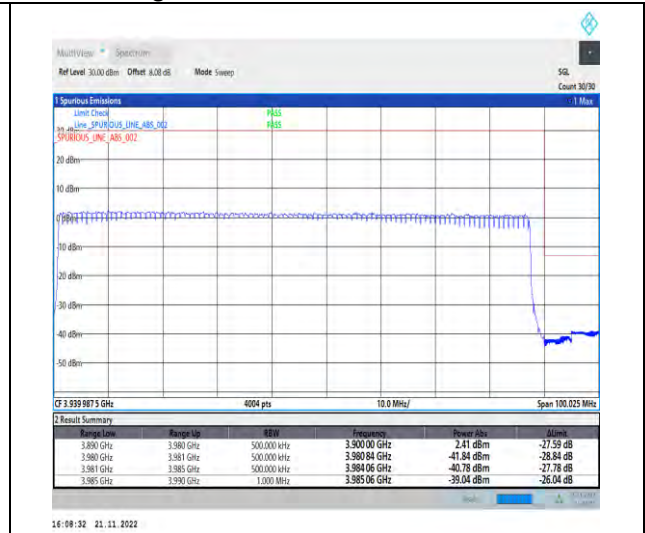 MultiView Spectrum
Ref Level 30.00 dBm Offset 8.08 dB Mode Sweep SGL
Count 30/30
1 Spurious Emissions 1 Max
Limit Check PASS
Line _SPURIOUS_LINE_ABS_002 PASS
30 dBm
_SPURIOUS_LINE_ABS_002
20 dBm
10 dBm
0 dBm
-10 dBm
-20 dBm
-30 dBm
-40 dBm
-50 dBm
CF 3.939 987 5 GHz 4004 pts 10.0 MHz/ Span 100.025 MHz
2 Result Summary
Range Low Range Up RBW Frequency Power Abs ΔLimit
3.890 GHz 3.980 GHz 500.000 kHz 3.900 00 GHz 2.41 dBm -27.59 dB
3.980 GHz 3.981 GHz 500.000 kHz 3.980 84 GHz -41.84 dBm -28.84 dB
3.981 GHz 3.985 GHz 500.000 kHz 3.984 06 GHz -40.78 dBm -27.78 dB
3.985 GHz 3.990 GHz 1.000 MHz 3.985 06 GHz -39.04 dBm -26.04 dB
16:08:32 21.11.2022